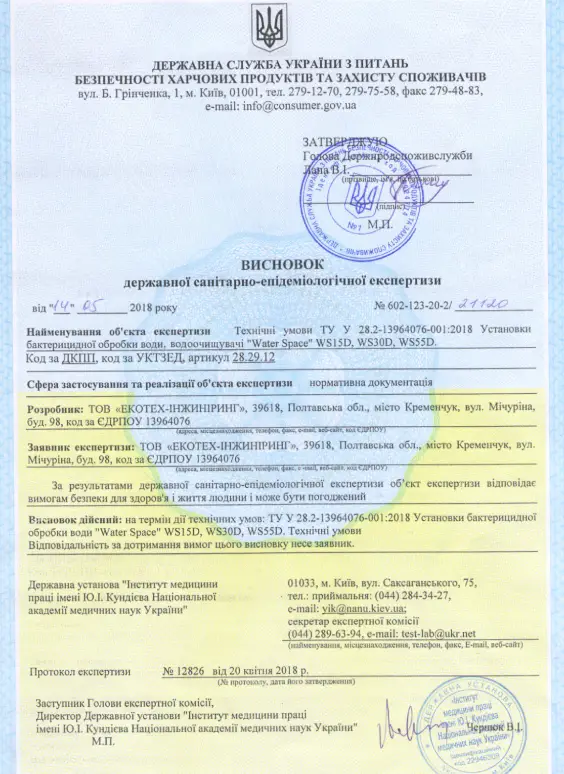 ДЕРЖАВНА СЛУЖБА УКРАЇНИ З ПИТАНЬ
БЕЗПЕЧНОСТІ ХАРЧОВИХ ПРОДУКТІВ ТА ЗАХИСТУ СПОЖИВАЧІВ
вул. Б. Грінченка, 1, м. Київ, 01001, тел. 279-12-70, 279-75-58, факс 279-48-83,
e-mail: info@consumer.gov.ua
ЗАТВЕРДЖУЮ
Голова Держпродспоживслужби
Лапа В.І.
(прізвище, ім'я, по батькові)
(підпис)
М.П.
№1
ВИСНОВОК
державної санітарно-епідеміологічної експертизи
від "14" 05 2018 року № 602-123-20-2/ 21120
Найменування об'єкта експертизи Технічні умови ТУ У 28.2-13964076-001:2018 Установки
бактерицидної обробки води, водоочищувачі "Water Space" WS15D, WS30D, WS55D.
Код за ДКПП, код за УКТЗЕД, артикул 28.29.12
Сфера застосування та реалізації об'єкта експертизи нормативна документація
Розробник: ТОВ «ЕКОТЕХ-ІНЖИНІРИНГ», 39618, Полтавська обл., місто Кременчук, вул. Мічуріна,
буд. 98, код за ЄДРПОУ 13964076
(адреса, місцезнаходження, телефон, факс, e-mail, веб-сайт, код ЄДРПОУ)
Заявник експертизи: ТОВ «ЕКОТЕХ-ІНЖИНІРИНГ», 39618, Полтавська обл., місто Кременчук, вул.
Мічуріна, буд. 98, код за ЄДРПОУ 13964076
(адреса, місцезнаходження, телефон, факс, e-mail, веб-сайт, код ЄДРПОУ)
За результатами державної санітарно-епідеміологічної експертизи об'єкт експертизи відповідає
вимогам безпеки для здоров'я і життя людини і може бути погоджений
Висновок дійсний: на термін дії технічних умов: ТУ У 28.2-13964076-001:2018 Установки бактерицидної
обробки води "Water Space" WS15D, WS30D, WS55D. Технічні умови
Відповідальність за дотримання вимог цього висновку несе заявник.
Державна установа "Інститут медицини
праці імені Ю.І. Кундієва Національної
академії медичних наук України"
01033, м. Київ, вул. Саксаганського, 75,
тел.: приймальня: (044) 284-34-27,
e-mail: yik@nanu.kiev.ua;
секретар експертної комісії
(044) 289-63-94, e-mail: test-lab@ukr.net
(найменування, місцезнаходження, телефон, факс, E-mail, веб-сайт)
Протокол експертизи № 12826 від 20 квітня 2018 р.
(№ протоколу, дата його затвердження)
Заступник Голови експертної комісії,
Директор Державної установи "Інститут медицини праці
імені Ю.І. Кундієва Національної академії медичних наук України"
М.П.
Чернюк В.І.
ДЕРЖАВНА УСТАНОВА
"Інститут
медицини праці
імені Ю.І. Кундієва
Національної академії
медичних наук України"